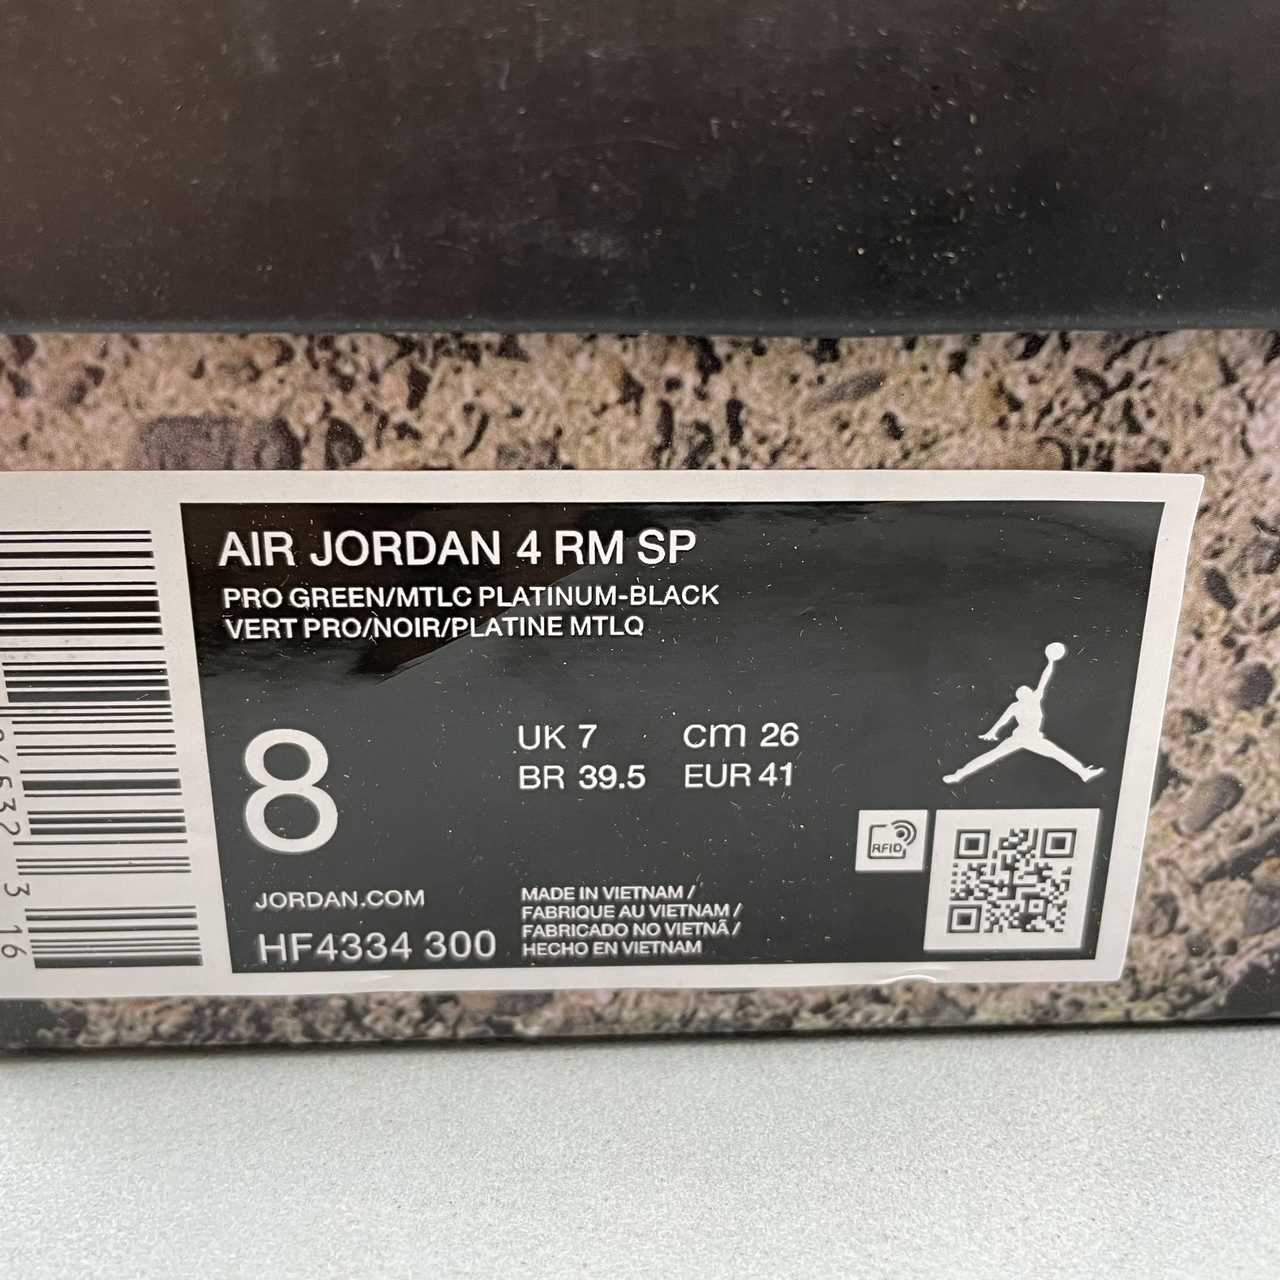 AIR JORDAN 4 RM SP
PRO GREEN/MTLC PLATINUM-BLACK
VERT PRO/NOIR/PLATINE MTLQ
8
UK 7 cm 26
BR 39.5 EUR 41
RFID
JORDAN.COM
HF4334 300
MADE IN VIETNAM /
FABRIQUE AU VIETNAM /
FABRICADO NO VIETNÃ /
HECHO EN VIETNAM
3 16